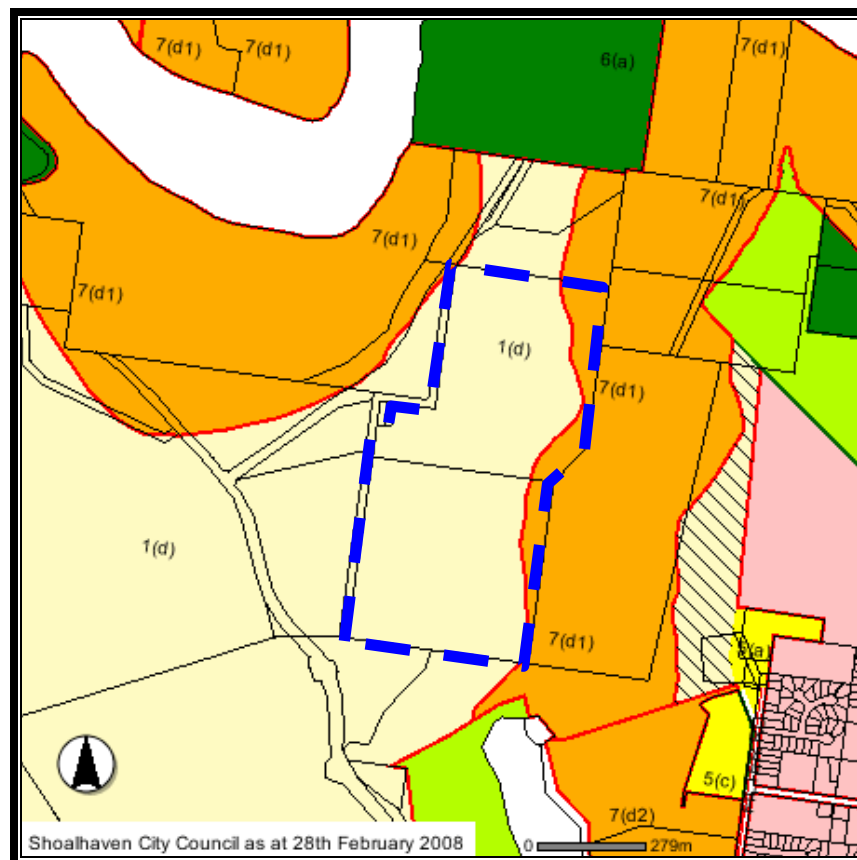 7(d1)
7(d1)
7(d1)
6(a)
7(d1)
7(d1)
7(d1)
1(d)
7(d1)
1(d)
7(d1)
(a)
5(c)
7(d2)
Shoalhaven City Council as at 28th February 2008
0
279m